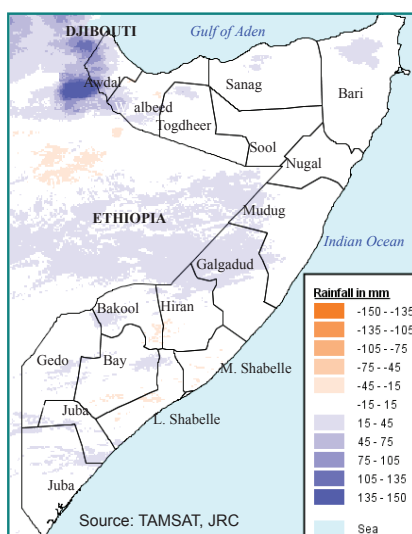 DJIBOUTI
Gulf of Aden
Awdal
Sanag
Bari
albeed
Togdheer
Sool
Nugal
ETHIOPIA
Mudug
Indian Ocean
Galgadud
Bakool
Hiran
Gedo
Bay
M. Shabelle
Juba
L. Shabelle
Juba
Source: TAMSAT, JRC
Rainfall in mm
-150 - -135
-135 - -105
-105 - -75
-75 - -45
-45 - -15
-15 - 15
15 - 45
45 - 75
75 - 105
105 - 135
135 - 150
Sea